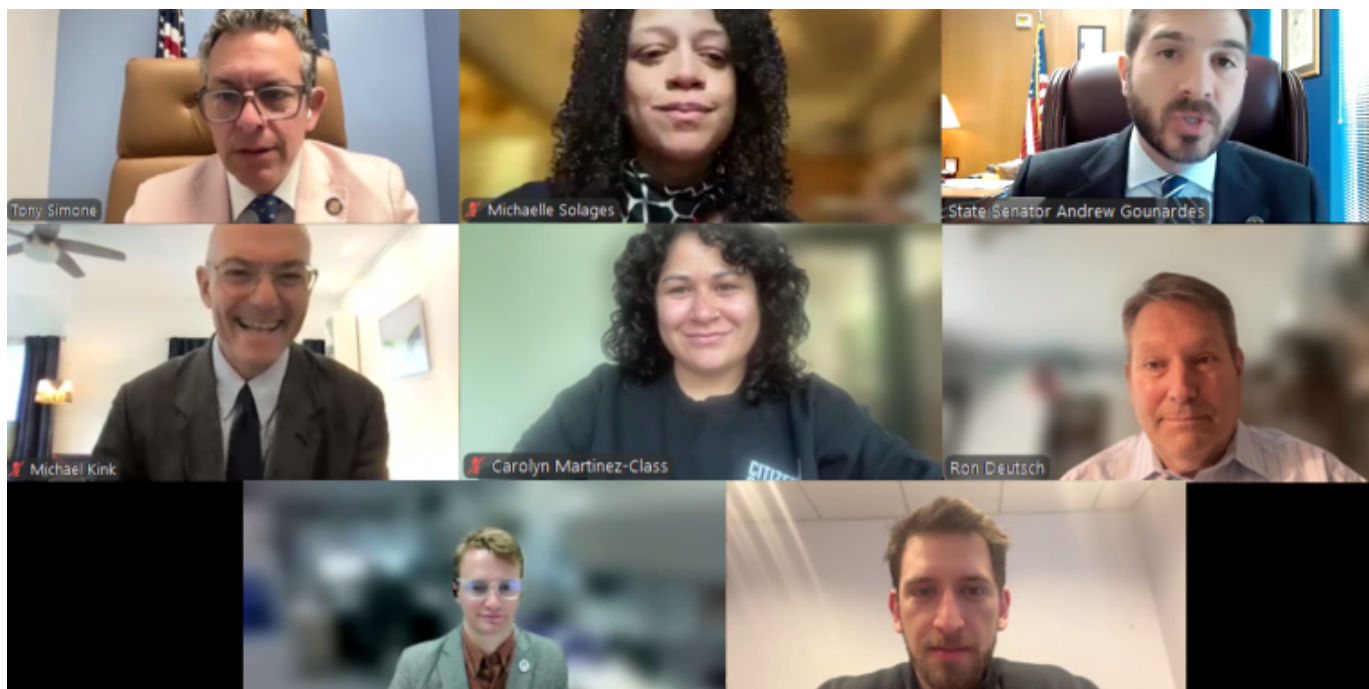 Tony Simone
Michaelle Solages
State Senator Andrew Gounardes
Michael Kink
Carolyn Martinez-Class
Ron Deutsch